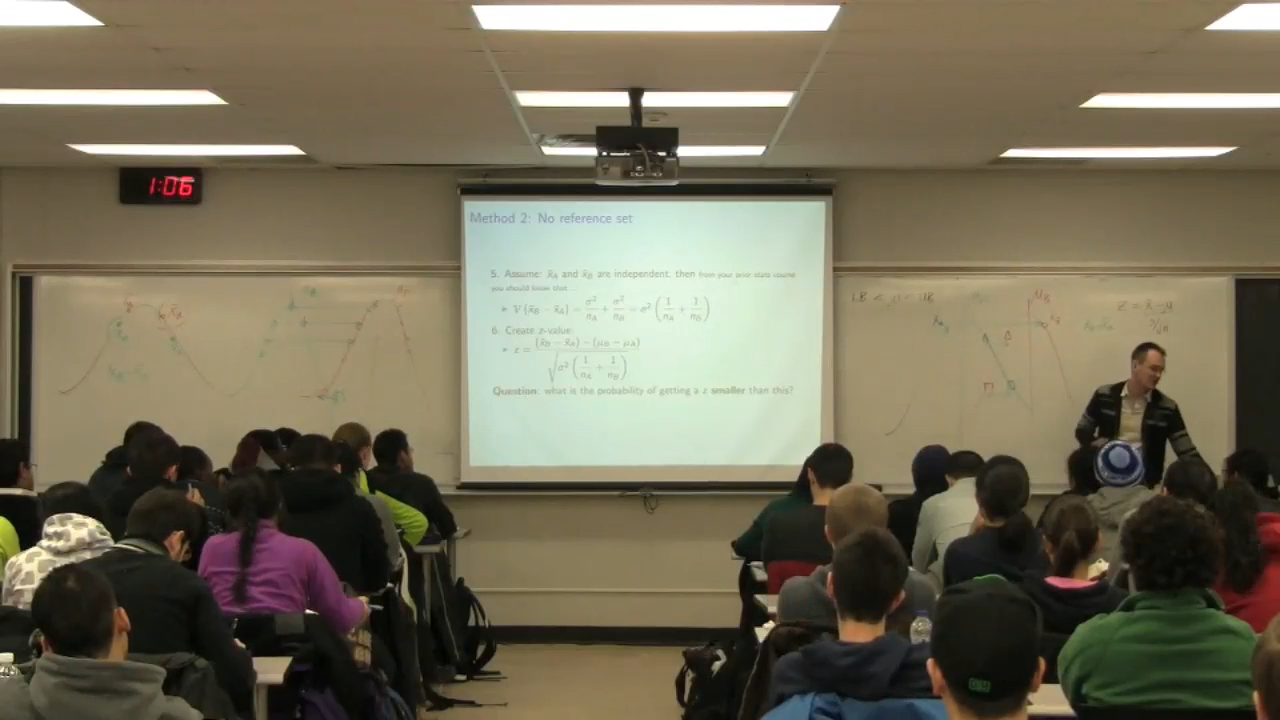 1:06
Method 2: No reference set
5. Assume: x̄_A and x̄_B are independent, then from your prior stats course
you should know that ...
• V {x̄_B − x̄_A} = σ²/n_A + σ²/n_B = σ² (1/n_A + 1/n_B)
6. Create z-value:
• z = ((x̄_B − x̄_A) − (μ_B − μ_A)) / √(σ² (1/n_A + 1/n_B))
Question: what is the probability of getting a z smaller than this?
LB < μ < UB
μ_B